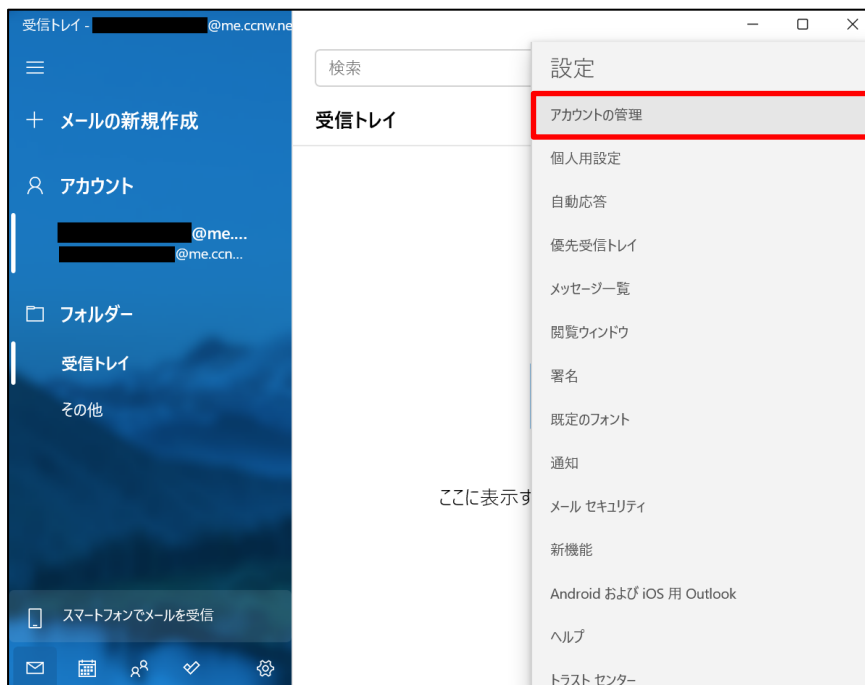 受信トレイ - @me.ccnw.ne
メールの新規作成
アカウント
@me....
@me.ccn...
フォルダー
受信トレイ
その他
スマートフォンでメールを受信
検索
受信トレイ
ここに表示す
設定
アカウントの管理
個人用設定
自動応答
優先受信トレイ
メッセージ一覧
閲覧ウィンドウ
署名
既定のフォント
通知
メール セキュリティ
新機能
Android および iOS 用 Outlook
ヘルプ
トラスト センター